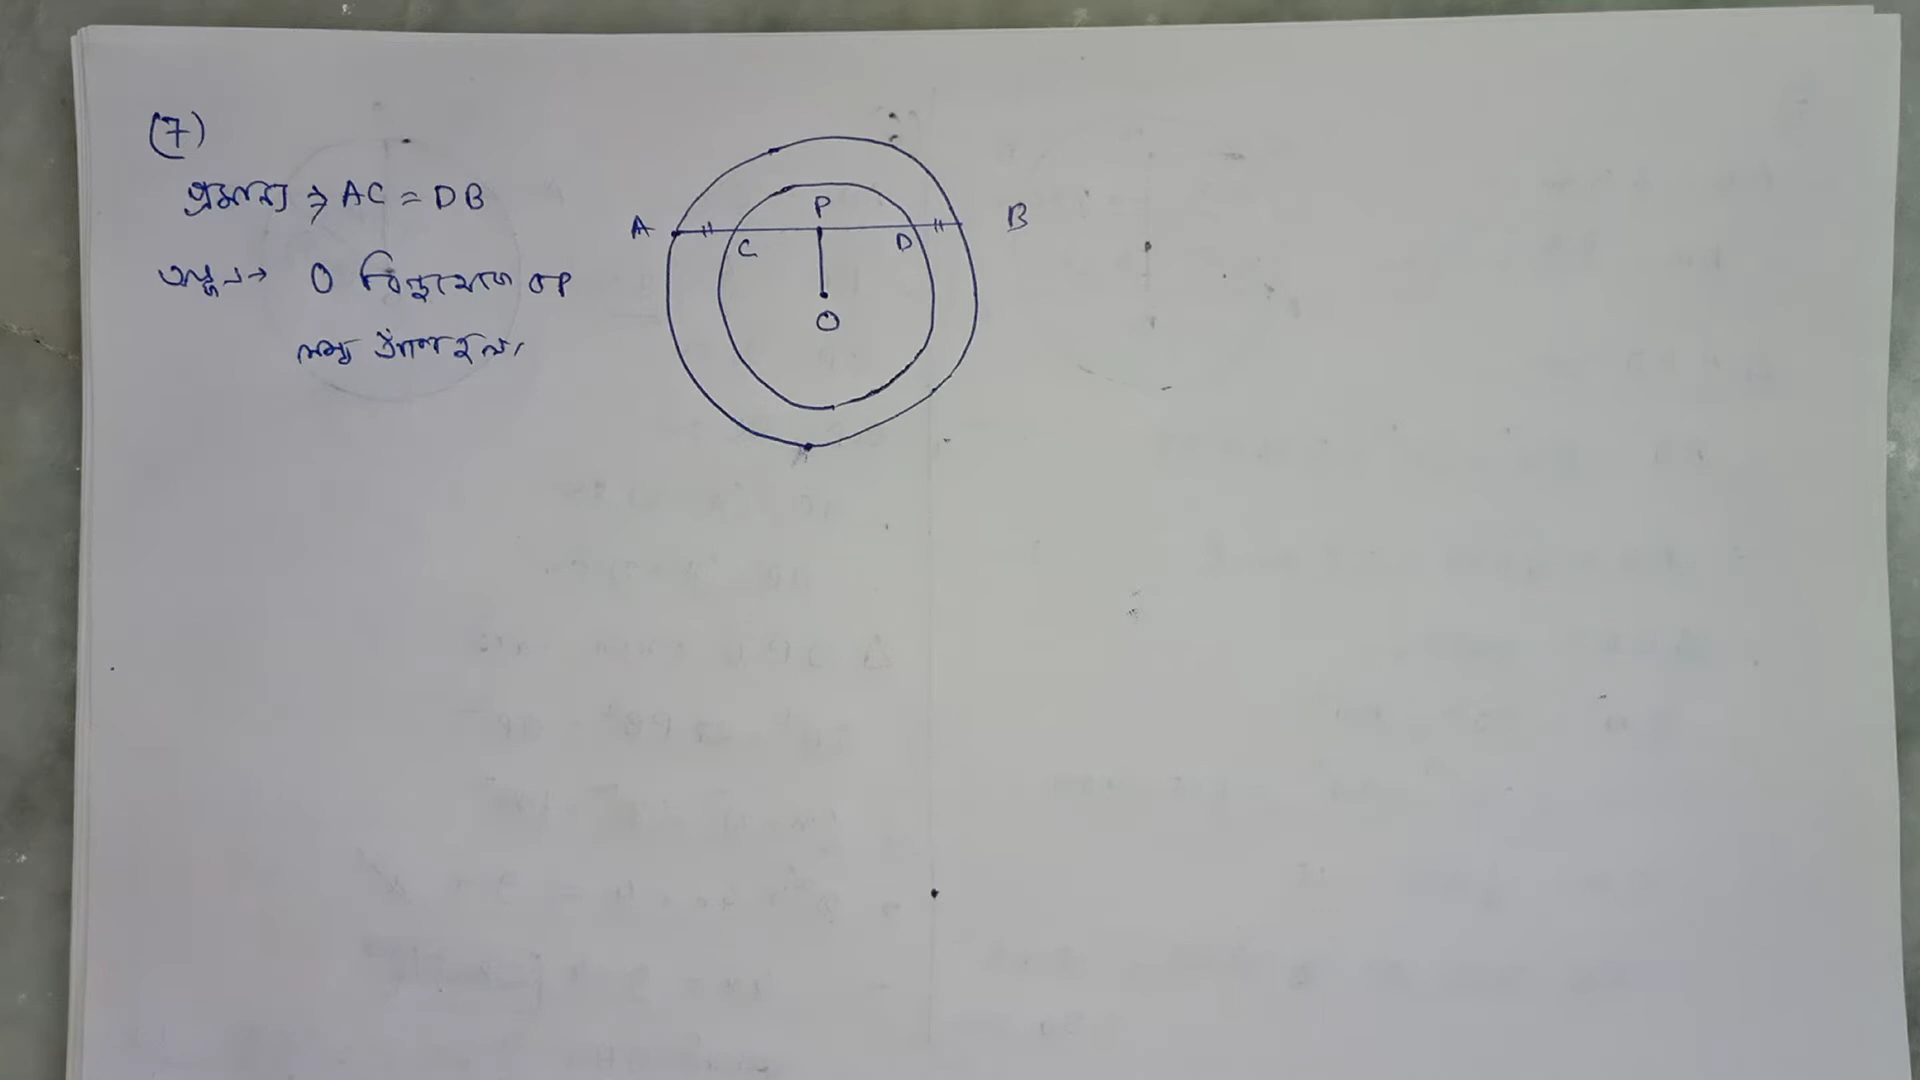 (7)
প্রমান্য ⇒ AC = DB
অঙ্কন→ O বিন্দু থেকে OP
লম্ব টানা হল।
A
P
B
C
D
O